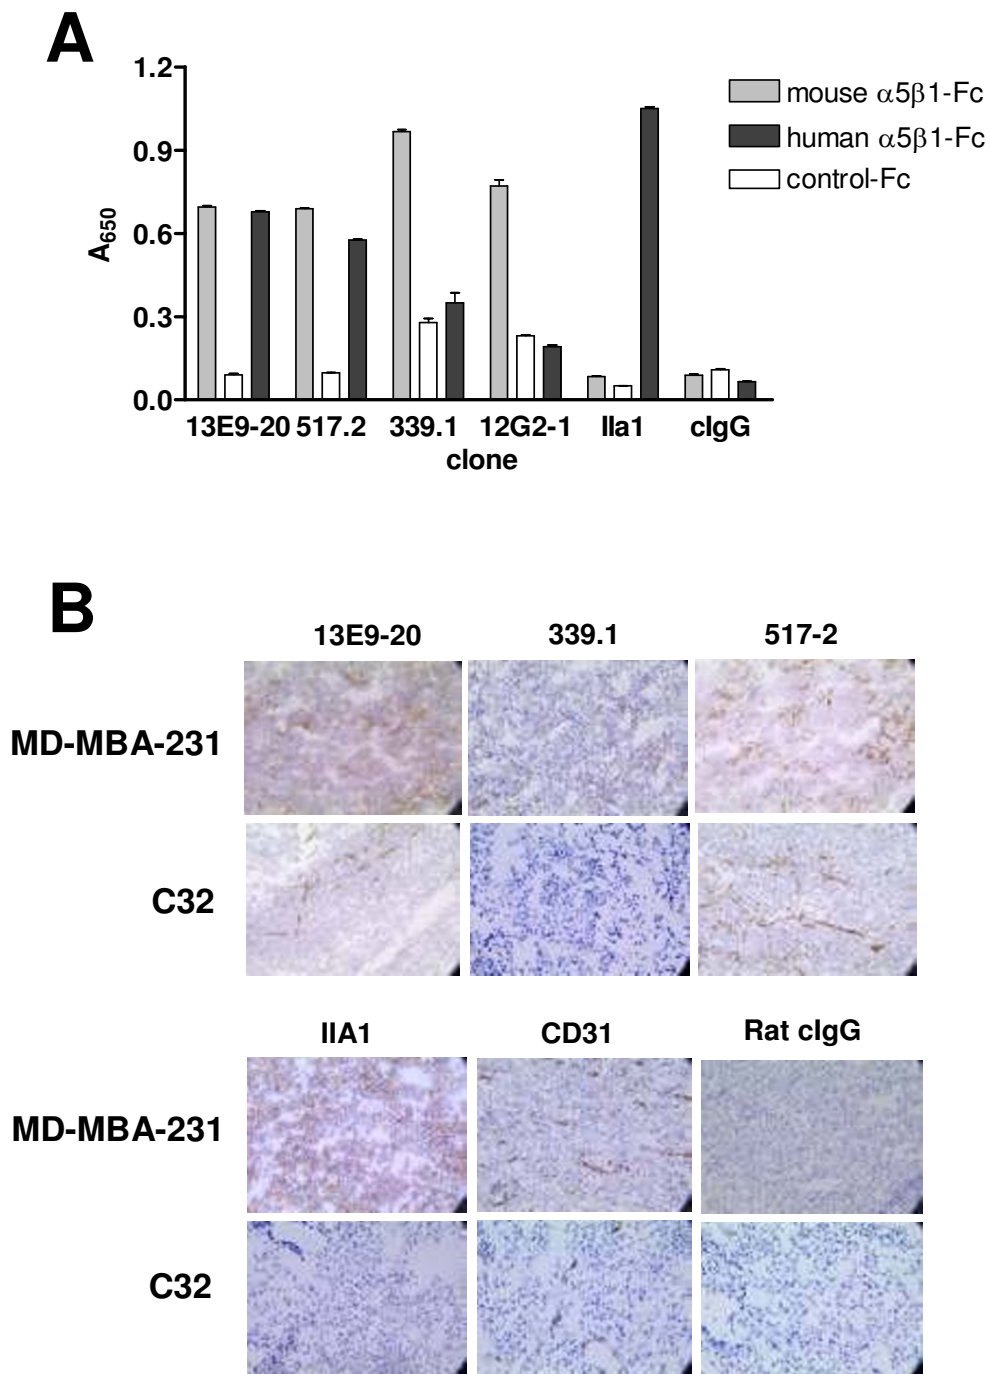 A
1.2
0.9
0.6
0.3
0.0
A650
mouse α5β1-Fc
human α5β1-Fc
control-Fc
13E9-20 517.2 339.1 12G2-1 IIa1 cIgG
clone
B
13E9-20 339.1 517-2
MD-MBA-231
C32
IIA1 CD31 Rat cIgG
MD-MBA-231
C32